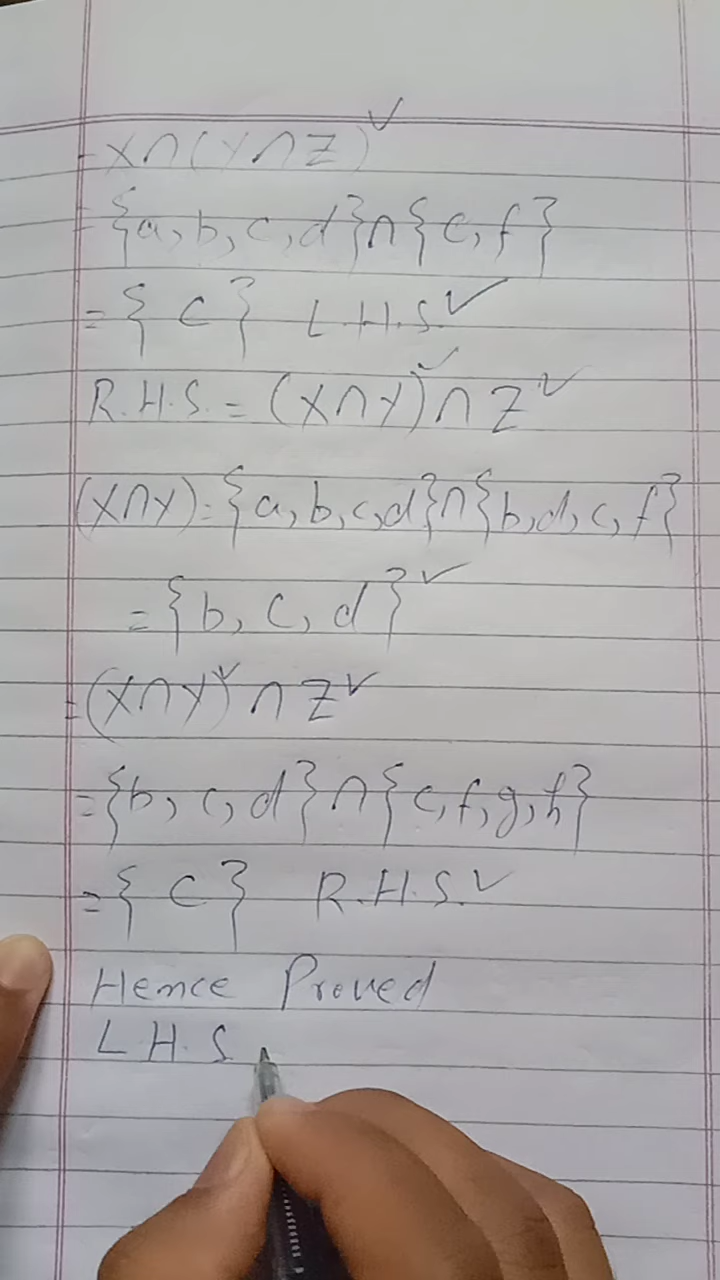 = X∩(Y∩Z)
= {a, b, c, d}∩{c, f}
= {c} L.H.S.
R.H.S. = (X∩Y)∩Z
(X∩Y) = {a, b, c, d}∩{b, d, c, f}
= {b, c, d}
= (X∩Y)∩Z
= {b, c, d}∩{c, f, g, h}
= {c} R.H.S.
Hence Proved
L.H.S.